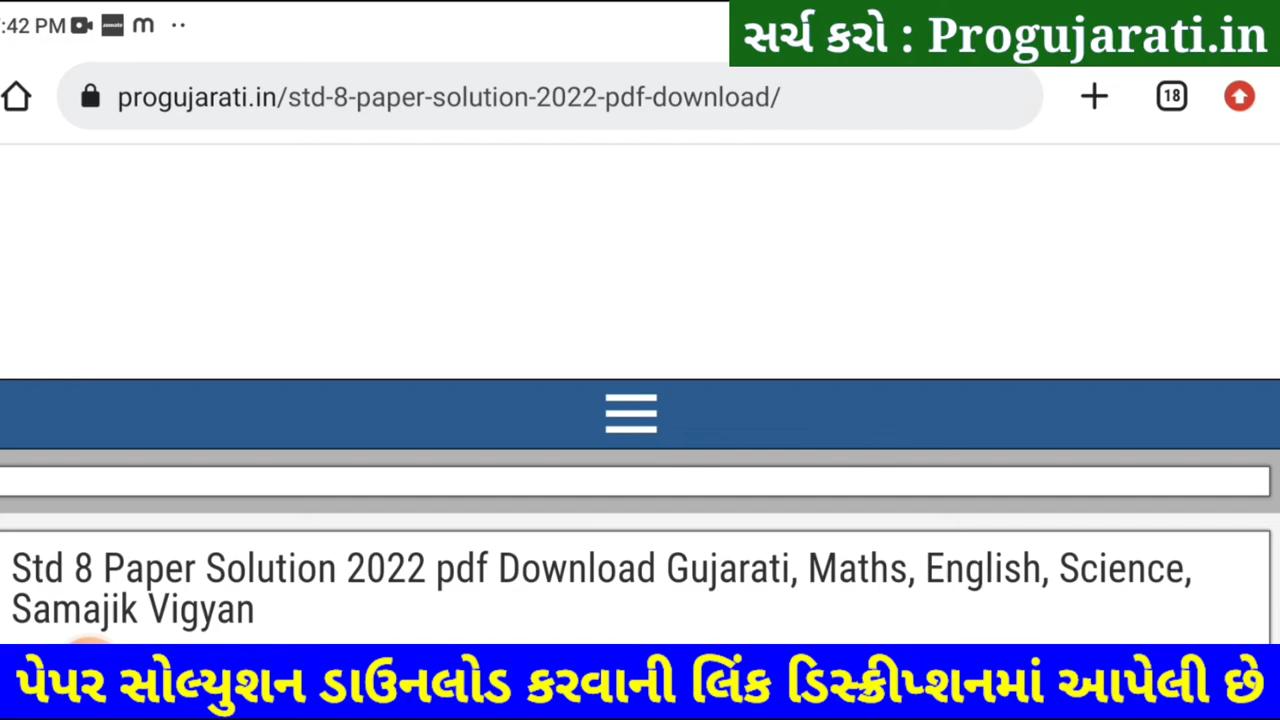 :42 PM
સર્ચ કરો : Progujarati.in
progujarati.in/std-8-paper-solution-2022-pdf-download/
18
Std 8 Paper Solution 2022 pdf Download Gujarati, Maths, English, Science,
Samajik Vigyan
પેપર સોલ્યુશન ડાઉનલોડ કરવાની લિંક ડિસ્ક્રીપ્શનમાં આપેલી છે